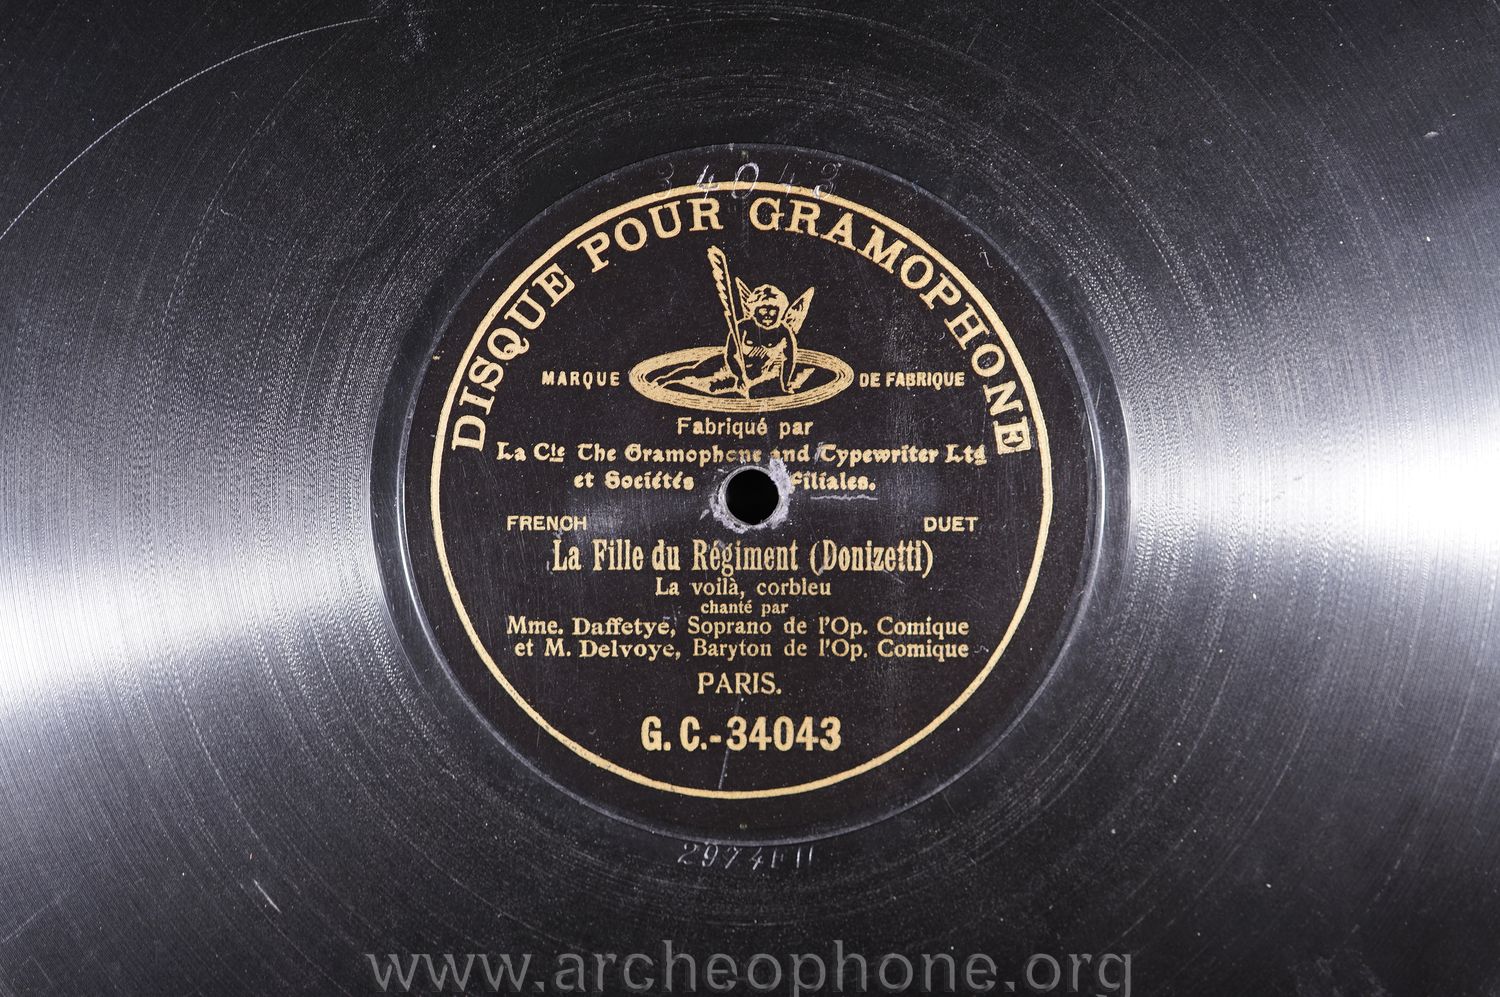 34043
DISQUE POUR GRAMOPHONE
MARQUE DE FABRIQUE
Fabriqué par
La Cie The Gramophone and Typewriter Ltd
et Sociétés Filiales.
FRENCH DUET
La Fille du Régiment (Donizetti)
La voilà, corbleu
chanté par
Mme. Daffetye, Soprano de l'Op. Comique
et M. Delvoye, Baryton de l'Op. Comique
PARIS.
G. C.-34043
www.archeophone.org